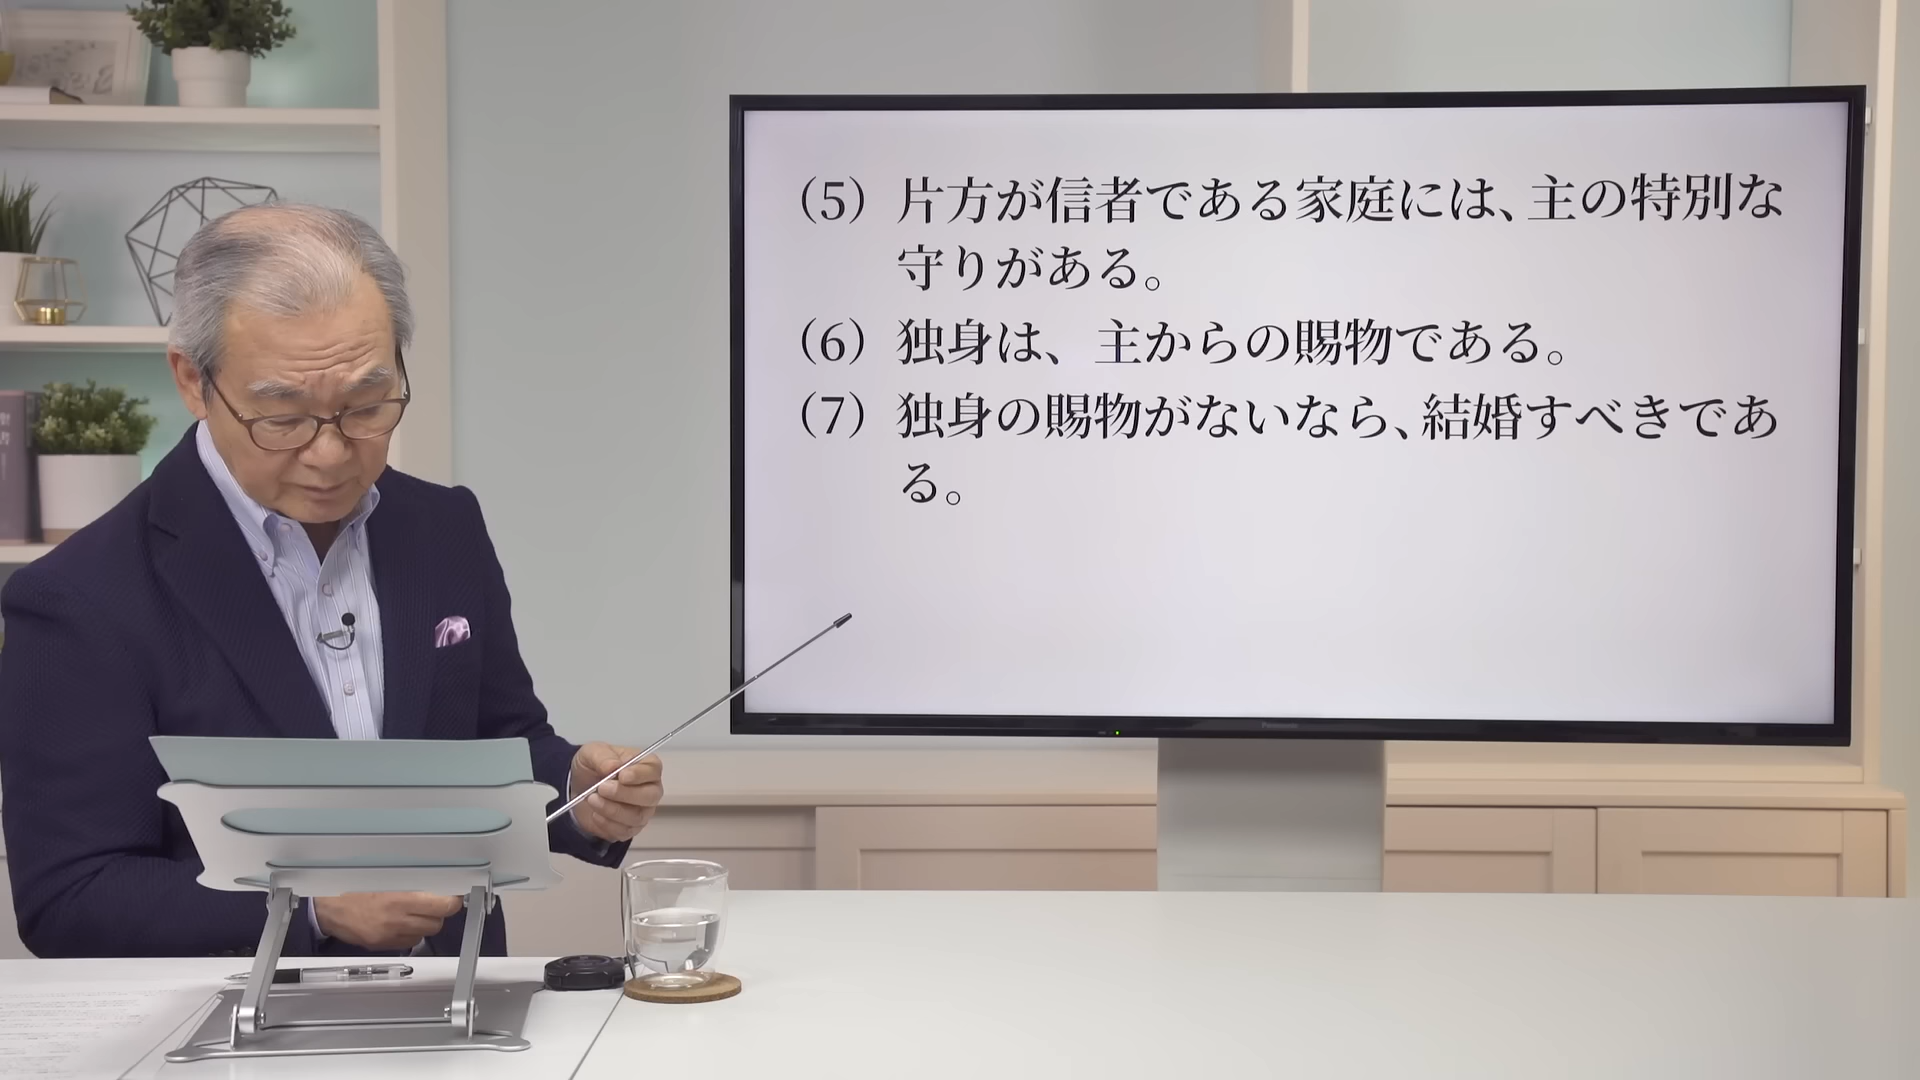 （5）片方が信者である家庭には、主の特別な
守りがある。
（6）独身は、主からの賜物である。
（7）独身の賜物がないなら、結婚すべきであ
る。
Panasonic